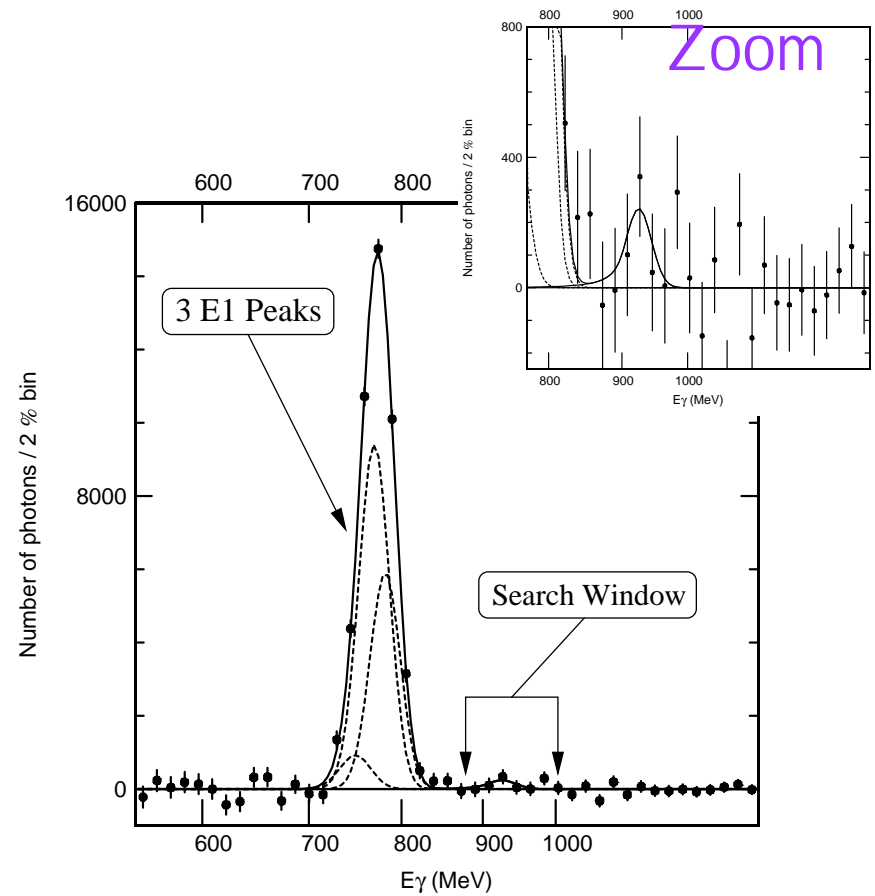 800 900 1000
800
Zoom
400
0
Number of photons / 2 % bin
800 900 1000
Eγ (MeV)
600 700 800
16000
3 E1 Peaks
8000
Search Window
0
Number of photons / 2 % bin
600 700 800 900 1000
Eγ (MeV)